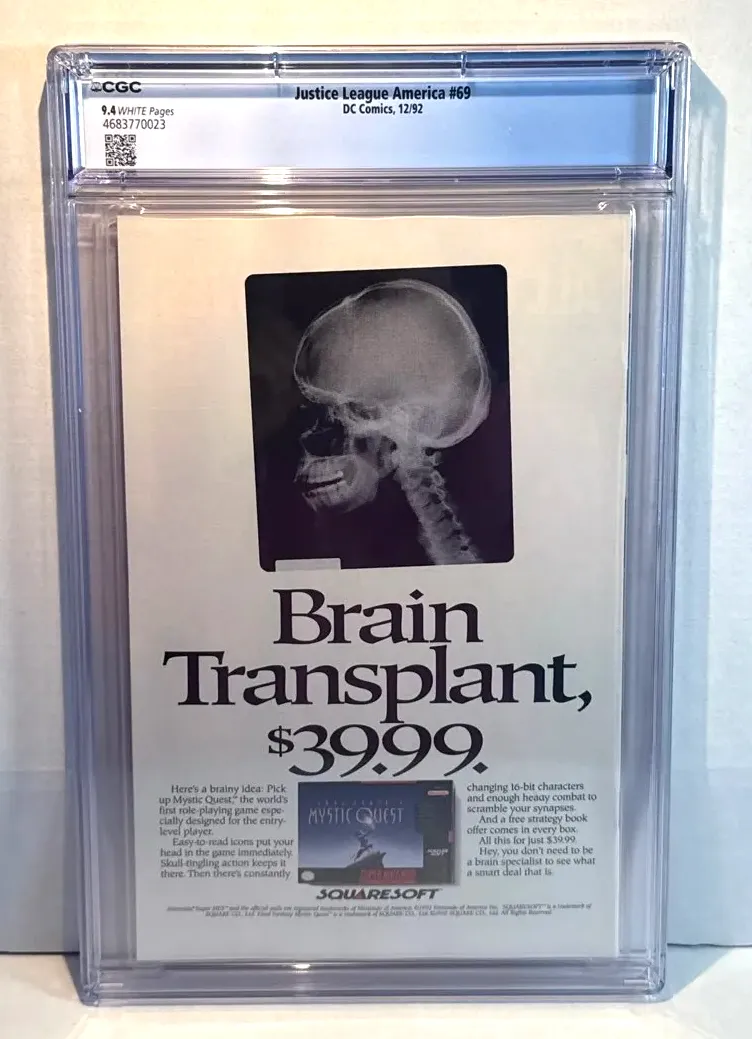 CGC
Justice League America #69
9.4 WHITE Pages
DC Comics, 12/92
4683770023
Brain
Transplant,
$39.99.
Here's a brainy idea: Pick
up Mystic Quest,™ the world's
first role-playing game espe-
cially designed for the entry-
level player.
Easy-to-read icons put your
head in the game immediately.
Skull-tingling action keeps it
there. Then there's constantly
MYSTIC QUEST
SUPER NINTENDO
changing 16-bit characters
and enough heavy combat to
scramble your synapses.
And a free strategy book
offer comes in every box.
All this for just $39.99.
Hey, you don't need to be
a brain specialist to see what
a smart deal that is.
SQUARESOFT